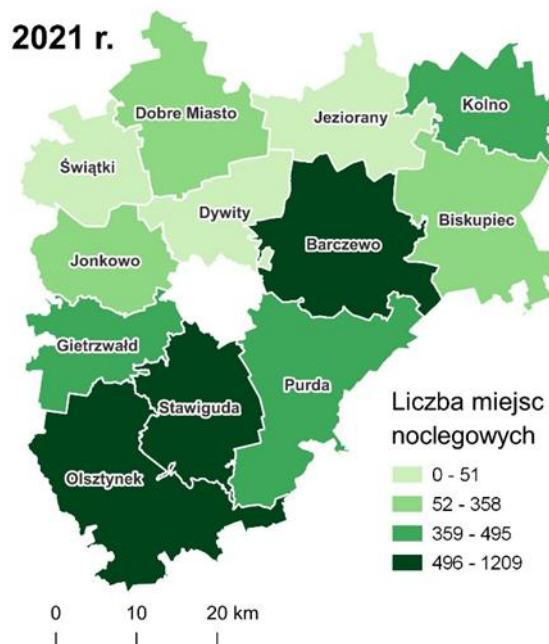 2021 r.
Dobre Miasto
Jeziorany
Kolno
Świątki
Dywity
Biskupiec
Barczewo
Jonkowo
Gietrzwałd
Purda
Stawiguda
Olsztynek
Liczba miejsc
noclegowych
0 - 51
52 - 358
359 - 495
496 - 1209
0 10 20 km